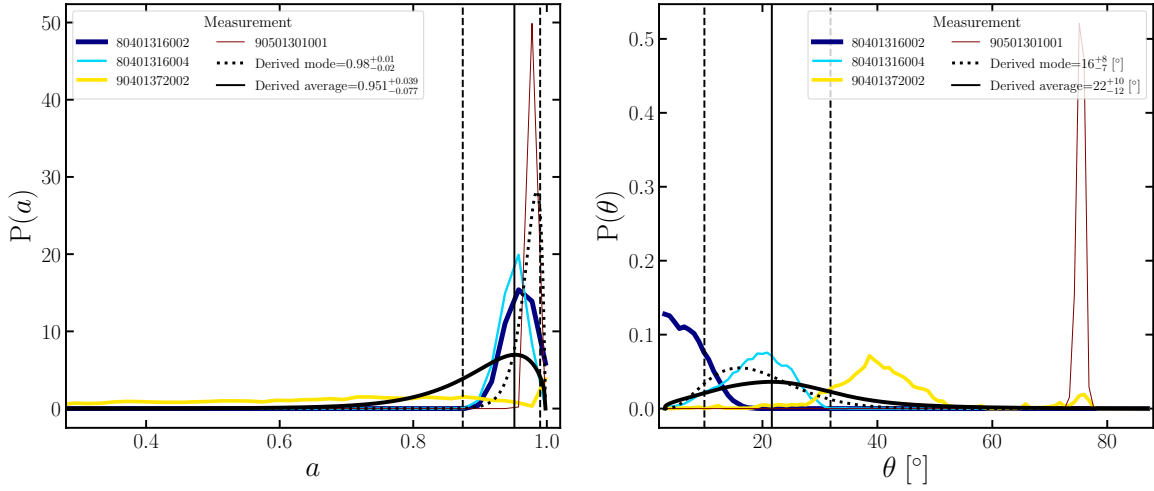 Measurement
80401316002
80401316004
90401372002
90501301001
Derived mode=0.98^{+0.01}_{-0.02}
Derived average=0.951^{+0.039}_{-0.077}
P(a)
50
40
30
20
10
0
0.4
0.6
0.8
1.0
a
Measurement
80401316002
80401316004
90401372002
90501301001
Derived mode=16^{+8}_{-7} [°]
Derived average=22^{+10}_{-12} [°]
P(θ)
0.5
0.4
0.3
0.2
0.1
0.0
20
40
60
80
θ [°]